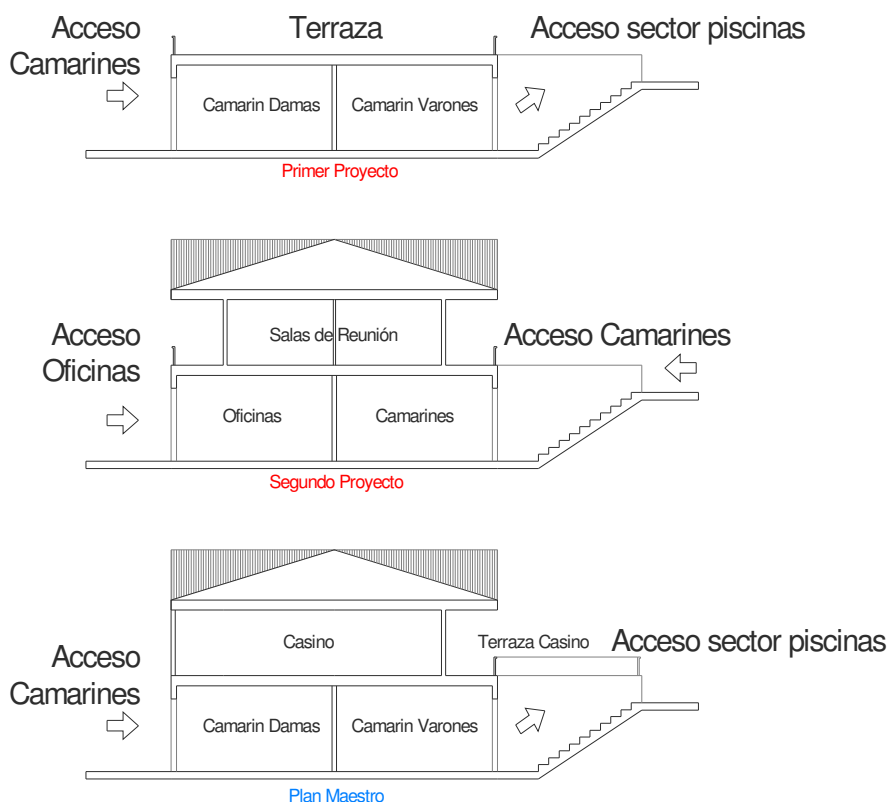 Acceso
Camarines
Terraza
Acceso sector piscinas
Camarin Damas
Camarin Varones
Primer Proyecto
Salas de Reunión
Acceso
Oficinas
Acceso Camarines
Oficinas
Camarines
Segundo Proyecto
Casino
Terraza Casino
Acceso sector piscinas
Acceso
Camarines
Camarin Damas
Camarin Varones
Plan Maestro